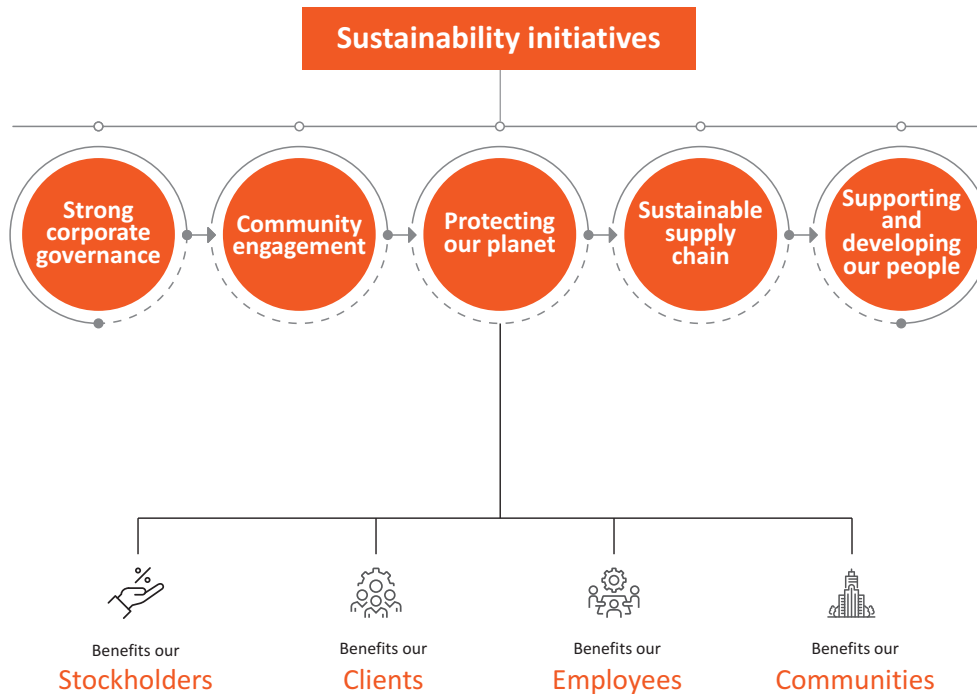 Sustainability initiatives
Strong
corporate
governance
Community
engagement
Protecting
our planet
Sustainable
supply
chain
Supporting
and
developing
our people
Benefits our
Stockholders
Benefits our
Clients
Benefits our
Employees
Benefits our
Communities